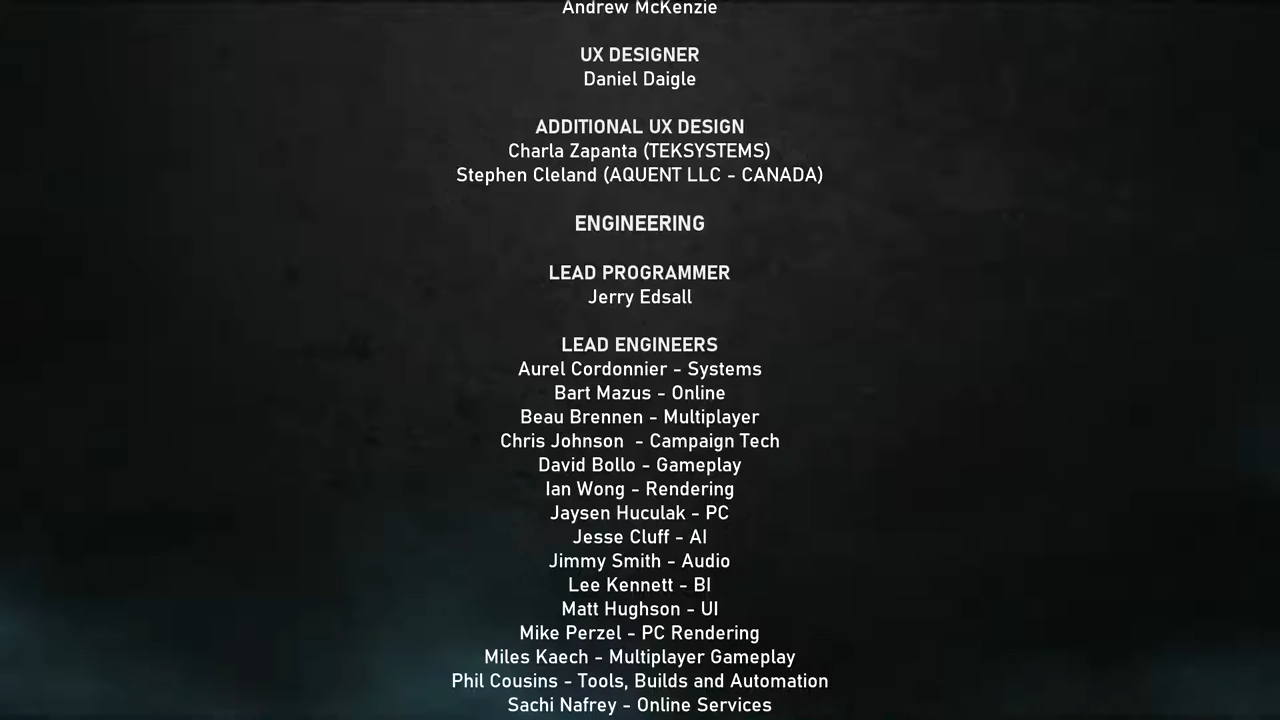 Andrew McKenzie
UX DESIGNER
Daniel Daigle
ADDITIONAL UX DESIGN
Charla Zapanta (TEKSYSTEMS)
Stephen Cleland (AQUENT LLC - CANADA)
ENGINEERING
LEAD PROGRAMMER
Jerry Edsall
LEAD ENGINEERS
Aurel Cordonnier - Systems
Bart Mazus - Online
Beau Brennen - Multiplayer
Chris Johnson  - Campaign Tech
David Bollo - Gameplay
Ian Wong - Rendering
Jaysen Huculak - PC
Jesse Cluff - AI
Jimmy Smith - Audio
Lee Kennett - BI
Matt Hughson - UI
Mike Perzel - PC Rendering
Miles Kaech - Multiplayer Gameplay
Phil Cousins - Tools, Builds and Automation
Sachi Nafrey - Online Services